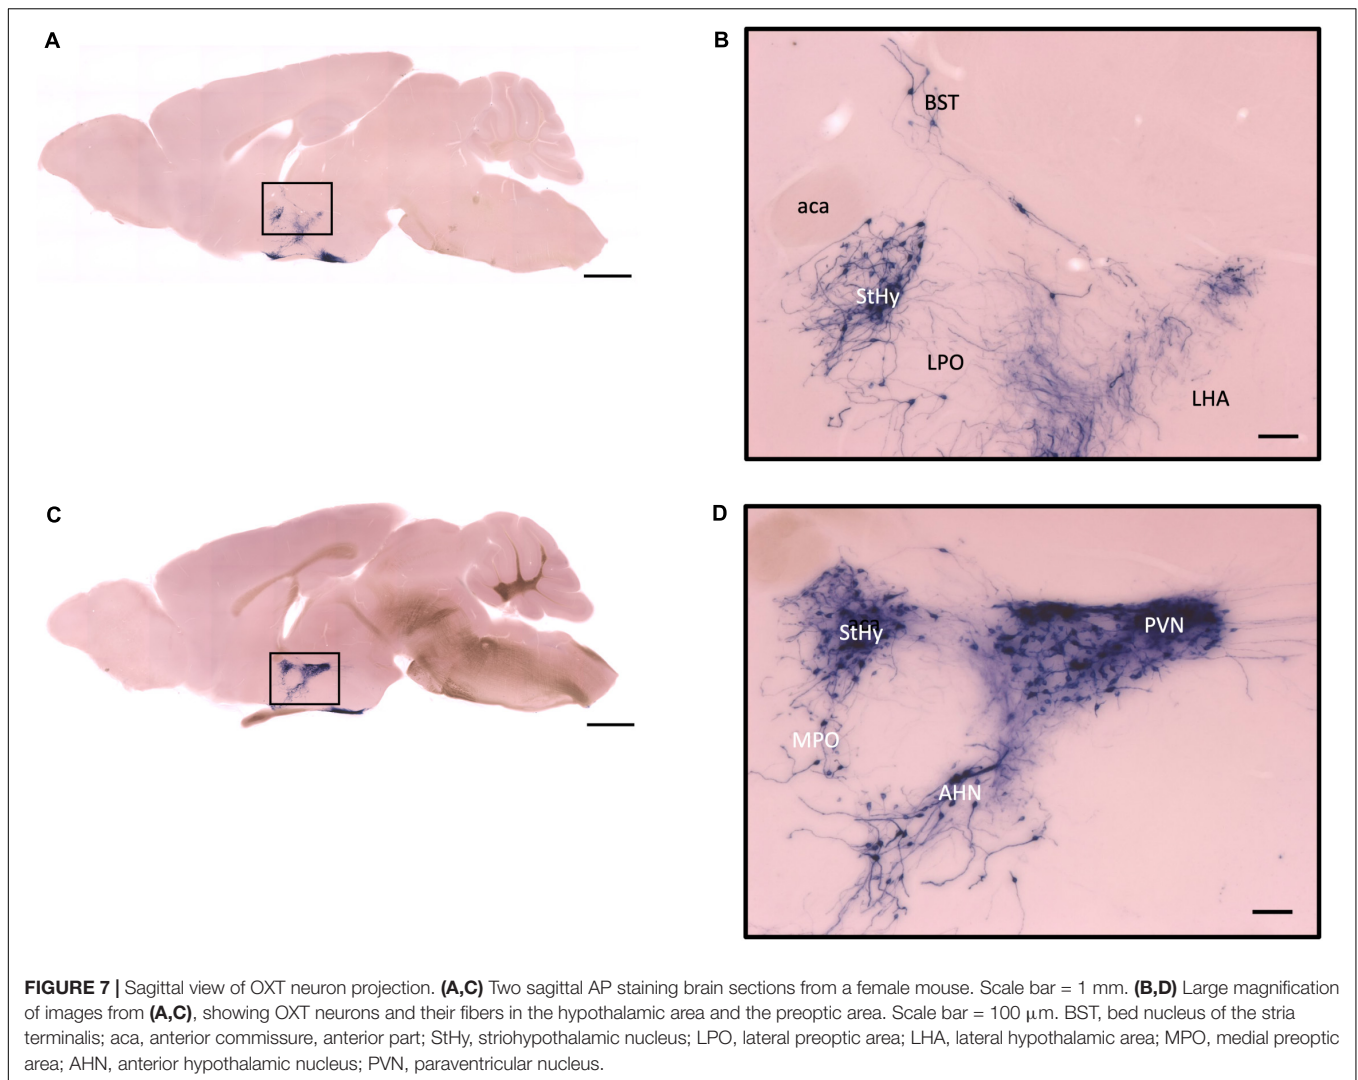 A
B
BST
aca
StHy
LPO
LHA
C
D
aca
StHy
PVN
MPO
AHN
FIGURE 7 | Sagittal view of OXT neuron projection. (A,C) Two sagittal AP staining brain sections from a female mouse. Scale bar = 1 mm. (B,D) Large magnification
of images from (A,C), showing OXT neurons and their fibers in the hypothalamic area and the preoptic area. Scale bar = 100 μm. BST, bed nucleus of the stria
terminalis; aca, anterior commissure, anterior part; StHy, striohypothalamic nucleus; LPO, lateral preoptic area; LHA, lateral hypothalamic area; MPO, medial preoptic
area; AHN, anterior hypothalamic nucleus; PVN, paraventricular nucleus.